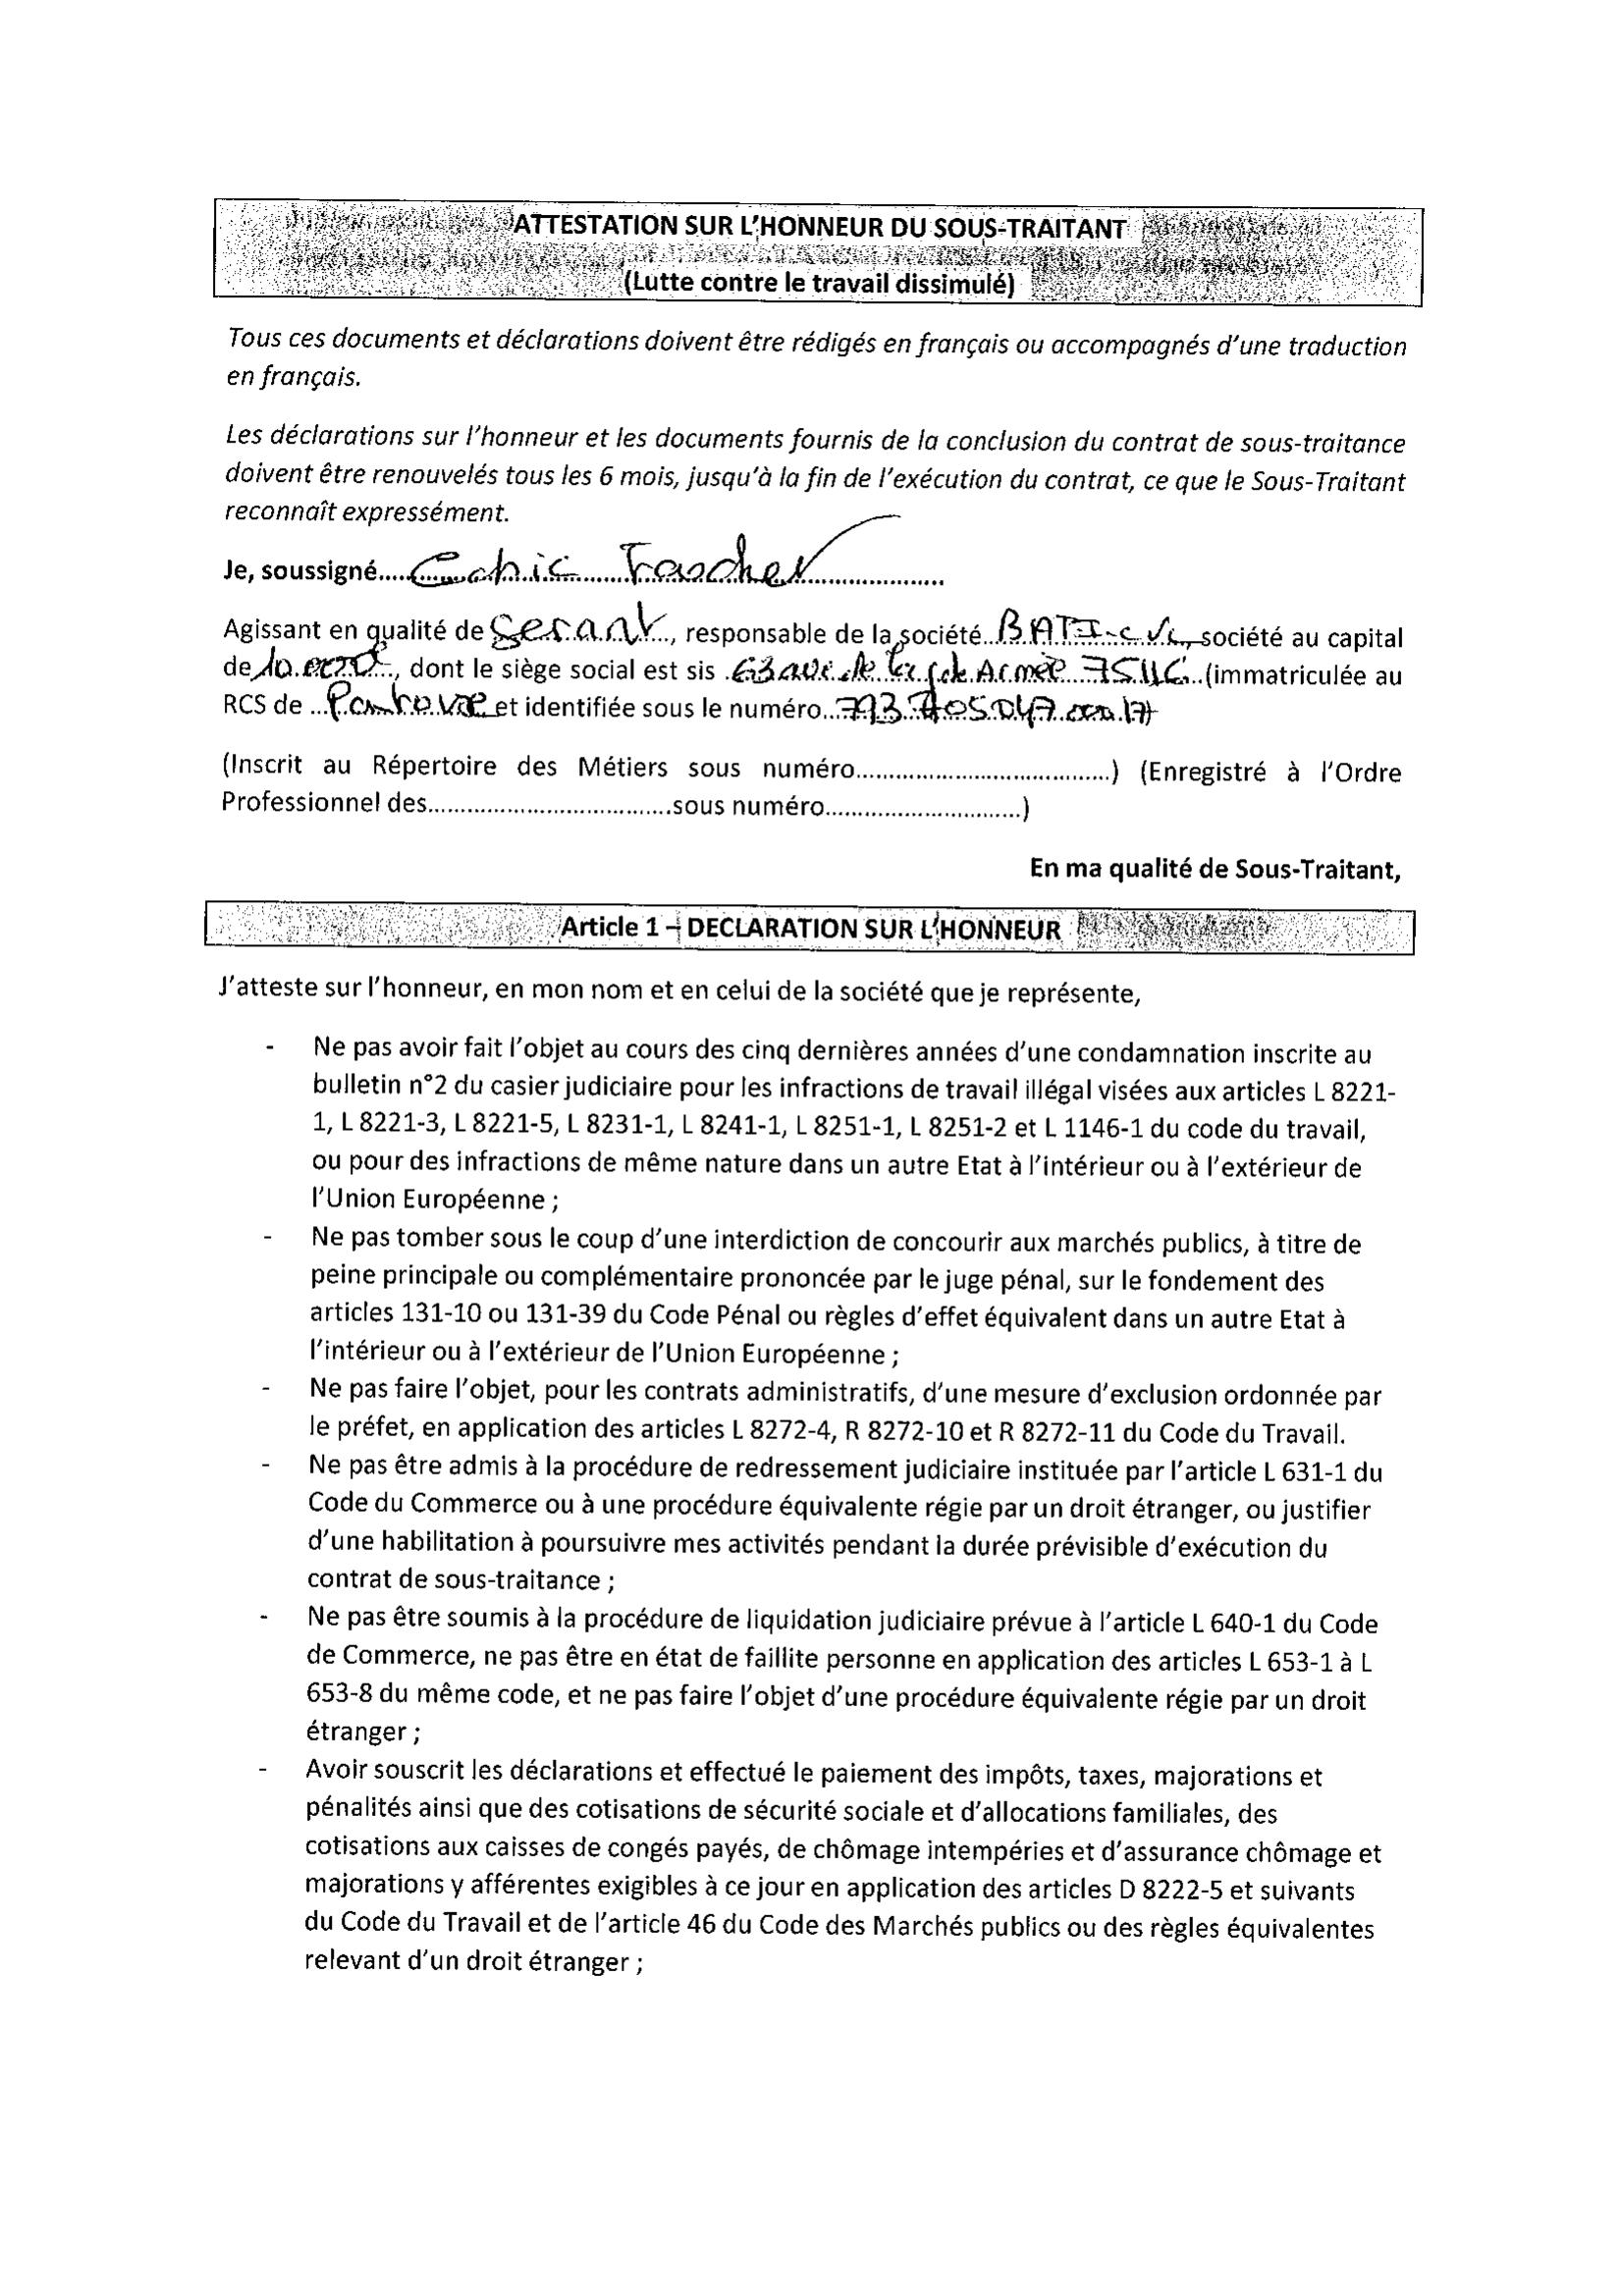 ATTESTATION SUR L'HONNEUR DU SOUS-TRAITANT
(Lutte contre le travail dissimulé)
Tous ces documents et déclarations doivent être rédigés en français ou accompagnés d'une traduction
en français.
Les déclarations sur l'honneur et les documents fournis de la conclusion du contrat de sous-traitance
doivent être renouvelés tous les 6 mois, jusqu'à la fin de l'exécution du contrat, ce que le Sous-Traitant
reconnaît expressément.
Je, soussigné.....
Agissant en qualité de gerant, responsable de la société..BATI-, société au capital
de 10.000€, dont le siège social est sis .63 ave de la Armée 75116..(immatriculée au
RCS de ...Pantoise et identifiée sous le numéro..793 705 047 00017
(Inscrit au Répertoire des Métiers sous numéro......................................) (Enregistré à l'Ordre
Professionnel des.....................................sous numéro..............................)
En ma qualité de Sous-Traitant,
Article 1 – DECLARATION SUR L'HONNEUR
J'atteste sur l'honneur, en mon nom et en celui de la société que je représente,
- Ne pas avoir fait l'objet au cours des cinq dernières années d'une condamnation inscrite au
bulletin n°2 du casier judiciaire pour les infractions de travail illégal visées aux articles L 8221-
1, L 8221-3, L 8221-5, L 8231-1, L 8241-1, L 8251-1, L 8251-2 et L 1146-1 du code du travail,
ou pour des infractions de même nature dans un autre Etat à l'intérieur ou à l'extérieur de
l'Union Européenne ;
- Ne pas tomber sous le coup d'une interdiction de concourir aux marchés publics, à titre de
peine principale ou complémentaire prononcée par le juge pénal, sur le fondement des
articles 131-10 ou 131-39 du Code Pénal ou règles d'effet équivalent dans un autre Etat à
l'intérieur ou à l'extérieur de l'Union Européenne ;
- Ne pas faire l'objet, pour les contrats administratifs, d'une mesure d'exclusion ordonnée par
le préfet, en application des articles L 8272-4, R 8272-10 et R 8272-11 du Code du Travail.
- Ne pas être admis à la procédure de redressement judiciaire instituée par l'article L 631-1 du
Code du Commerce ou à une procédure équivalente régie par un droit étranger, ou justifier
d'une habilitation à poursuivre mes activités pendant la durée prévisible d'exécution du
contrat de sous-traitance ;
- Ne pas être soumis à la procédure de liquidation judiciaire prévue à l'article L 640-1 du Code
de Commerce, ne pas être en état de faillite personne en application des articles L 653-1 à L
653-8 du même code, et ne pas faire l'objet d'une procédure équivalente régie par un droit
étranger ;
- Avoir souscrit les déclarations et effectué le paiement des impôts, taxes, majorations et
pénalités ainsi que des cotisations de sécurité sociale et d'allocations familiales, des
cotisations aux caisses de congés payés, de chômage intempéries et d'assurance chômage et
majorations y afférentes exigibles à ce jour en application des articles D 8222-5 et suivants
du Code du Travail et de l'article 46 du Code des Marchés publics ou des règles équivalentes
relevant d'un droit étranger ;